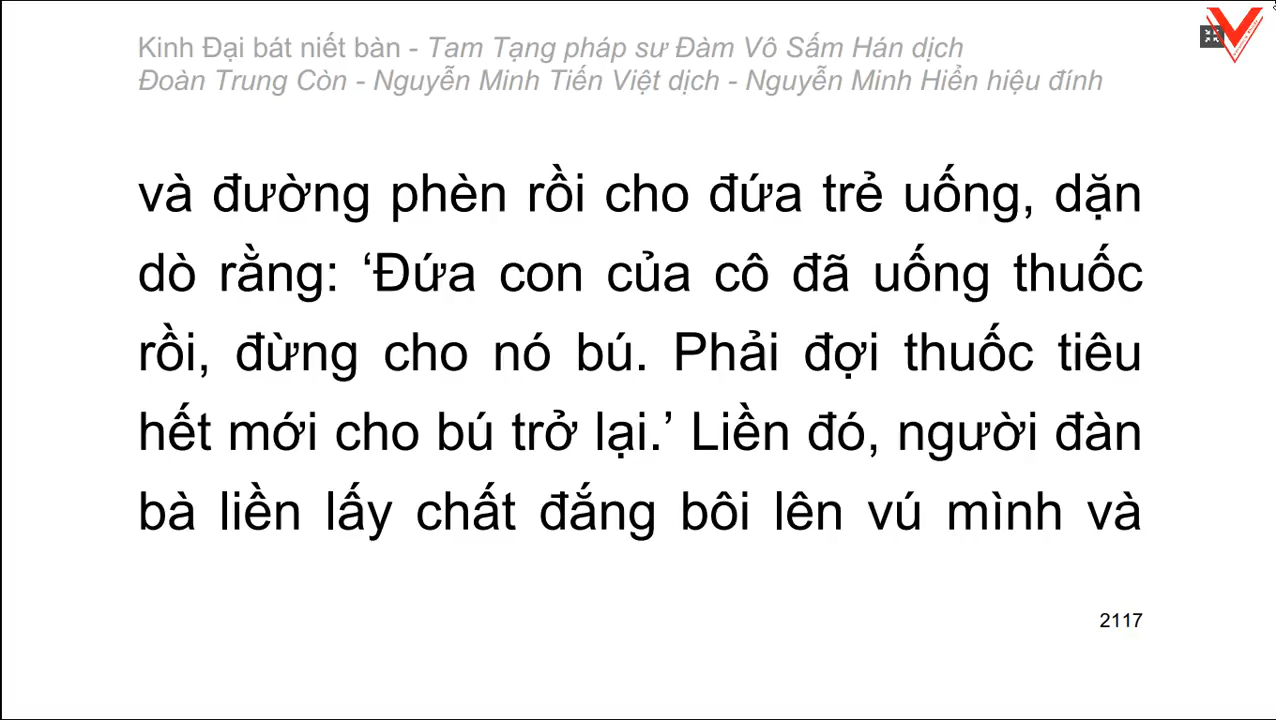 Kinh Đại bát niết bàn - Tam Tạng pháp sư Đàm Vô Sấm Hán dịch
Đoàn Trung Còn - Nguyễn Minh Tiến Việt dịch - Nguyễn Minh Hiển hiệu đính
và đường phèn rồi cho đứa trẻ uống, dặn
dò rằng: ‘Đứa con của cô đã uống thuốc
rồi, đừng cho nó bú. Phải đợi thuốc tiêu
hết mới cho bú trở lại.’ Liền đó, người đàn
bà liền lấy chất đắng bôi lên vú mình và
2117